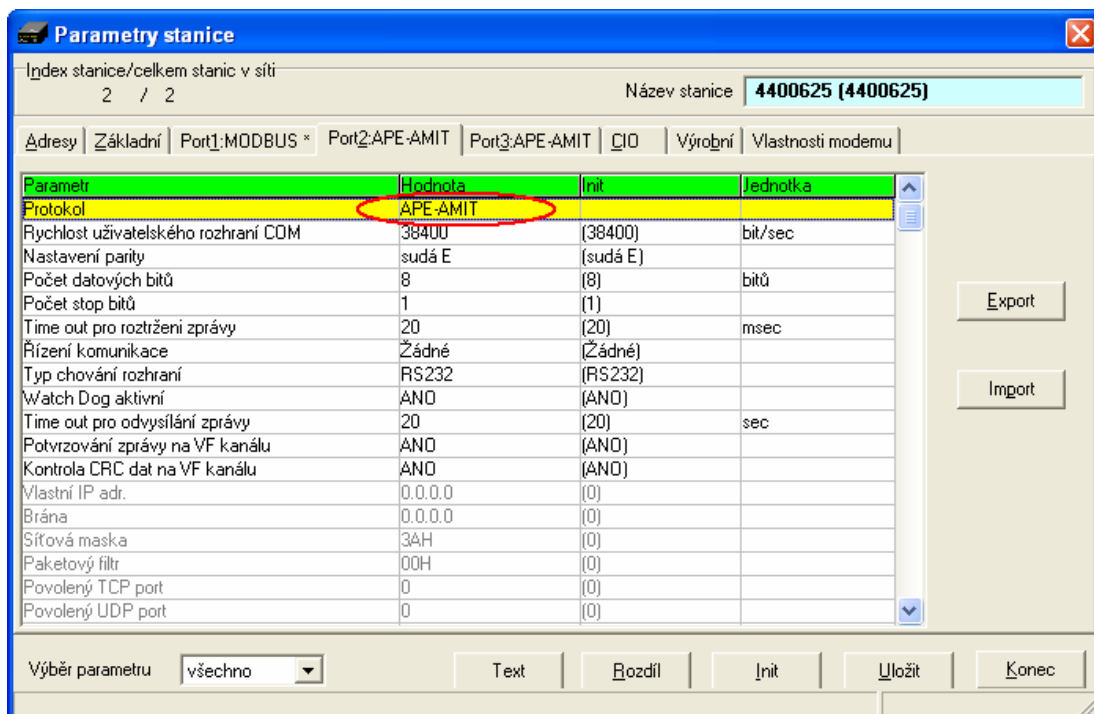 Parametry stanice
Index stanice/celkem stanic v síti
2 / 2
Název stanice 4400625 (4400625)
Adresy Základní Port1:MODBUS * Port2:APE-AMIT Port3:APE-AMIT CIO Výrobní Vlastnosti modemu
Parametr Hodnota Init Jednotka
Protokol APE-AMIT
Rychlost uživatelského rozhraní COM 38400 (38400) bit/sec
Nastavení parity sudá E (sudá E)
Počet datových bitů 8 (8) bitů
Počet stop bitů 1 (1)
Time out pro roztržení zprávy 20 (20) msec
Řízení komunikace Žádné (Žádné)
Typ chování rozhraní RS232 (RS232)
Watch Dog aktivní ANO (ANO)
Time out pro odvysílání zprávy 20 (20) sec
Potvrzování zprávy na VF kanálu ANO (ANO)
Kontrola CRC dat na VF kanálu ANO (ANO)
Vlastní IP adr. 0.0.0.0 (0)
Brána 0.0.0.0 (0)
Síťová maska 3AH (0)
Paketový filtr 00H (0)
Povolený TCP port 0 (0)
Povolený UDP port 0 (0)
Export
Import
Výběr parametru všechno Text Rozdíl Init Uložit Konec